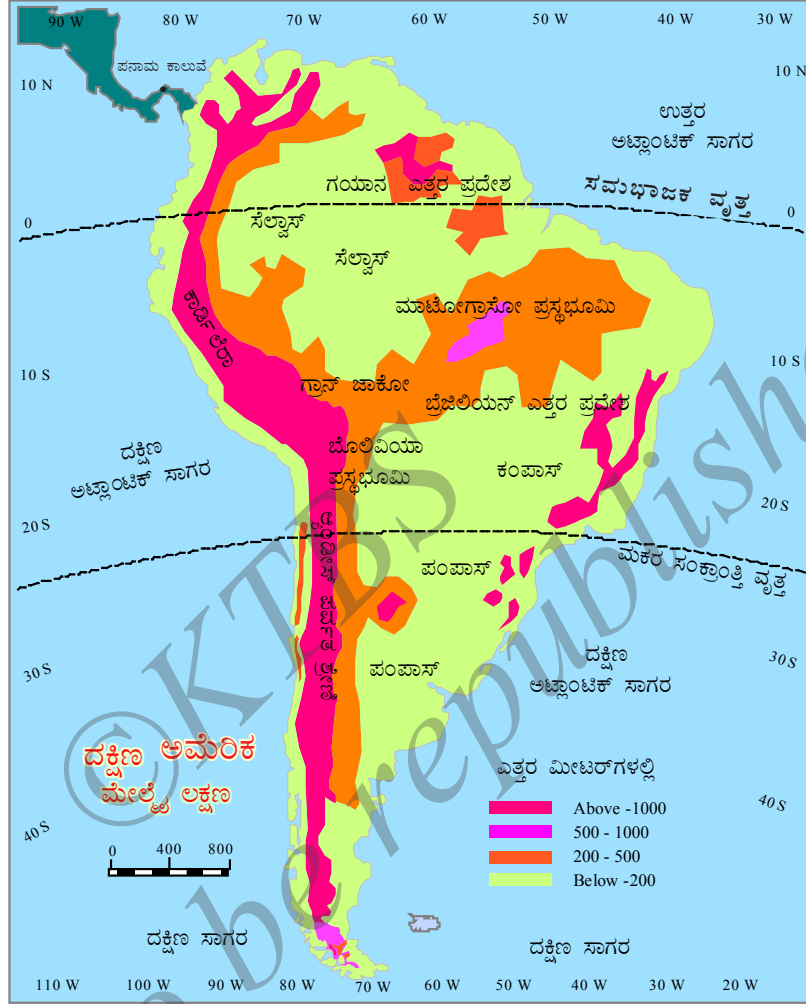 90 W 80 W 70 W 60 W 50 W 40 W 30 W
ಪನಾಮ ಕಾಲುವೆ
10 N 10 N
ಉತ್ತರ
ಅಟ್ಲಾಂಟಿಕ್ ಸಾಗರ
ಗಯಾನ ಎತ್ತರ ಪ್ರದೇಶ
ಸಮಭಾಜಕ ವೃತ್ತ
0 0
ಸೆಲ್ವಾಸ್
ಸೆಲ್ವಾಸ್
ಕಾರ್ಡಿಲೆರಾ
ಮಾಟೋಗ್ರಾಸೋ ಪ್ರಸ್ಥಭೂಮಿ
10 S 10 S
ಗ್ರಾನ್ ಜಾಕೋ
ಬ್ರೆಜಿಲಿಯನ್ ಎತ್ತರ ಪ್ರದೇಶ
ದಕ್ಷಿಣ
ಅಟ್ಲಾಂಟಿಕ್ ಸಾಗರ
ಬೊಲಿವಿಯಾ
ಪ್ರಸ್ಥಭೂಮಿ
ಕಂಪಾಸ್
20 S 20 S
ಮಕರ ಸಂಕ್ರಾಂತ್ತಿ ವೃತ್ತ
ಪಂಪಾಸ್
ಪಂಪಾಸ್
ದಕ್ಷಿಣ
ಅಟ್ಲಾಂಟಿಕ್ ಸಾಗರ
30 S 30 S
ದಕ್ಷಿಣ ಅಮೆರಿಕ
ಮೇಲ್ಮೈ ಲಕ್ಷಣ
0 400 800
ಎತ್ತರ ಮೀಟರ್‌ಗಳಲ್ಲಿ
Above -1000
500 - 1000
200 - 500
Below -200
40 S 40 S
ದಕ್ಷಿಣ ಸಾಗರ
ದಕ್ಷಿಣ ಸಾಗರ
110 W 100 W 90 W 80 W 70 W 60 W 50 W 40 W 30 W 20 W
©KTBS
be republish